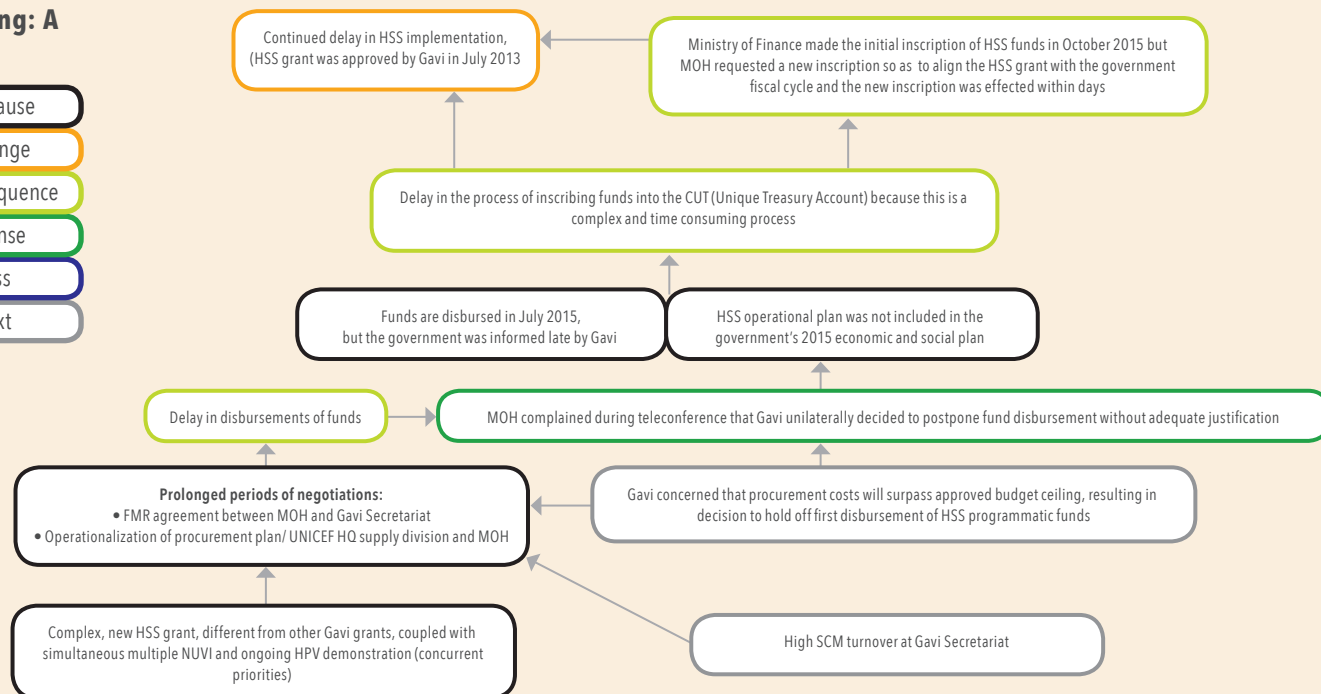 ng: A
ause
nge
quence
nse
ss
xt
Continued delay in HSS implementation,
(HSS grant was approved by Gavi in July 2013
Ministry of Finance made the initial inscription of HSS funds in October 2015 but
MOH requested a new inscription so as to align the HSS grant with the government
fiscal cycle and the new inscription was effected within days
Delay in the process of inscribing funds into the CUT (Unique Treasury Account) because this is a
complex and time consuming process
Funds are disbursed in July 2015,
but the government was informed late by Gavi
HSS operational plan was not included in the
government's 2015 economic and social plan
Delay in disbursements of funds
MOH complained during teleconference that Gavi unilaterally decided to postpone fund disbursement without adequate justification
Prolonged periods of negotiations:
• FMR agreement between MOH and Gavi Secretariat
• Operationalization of procurement plan/ UNICEF HQ supply division and MOH
Gavi concerned that procurement costs will surpass approved budget ceiling, resulting in
decision to hold off first disbursement of HSS programmatic funds
Complex, new HSS grant, different from other Gavi grants, coupled with
simultaneous multiple NUVI and ongoing HPV demonstration (concurrent
priorities)
High SCM turnover at Gavi Secretariat